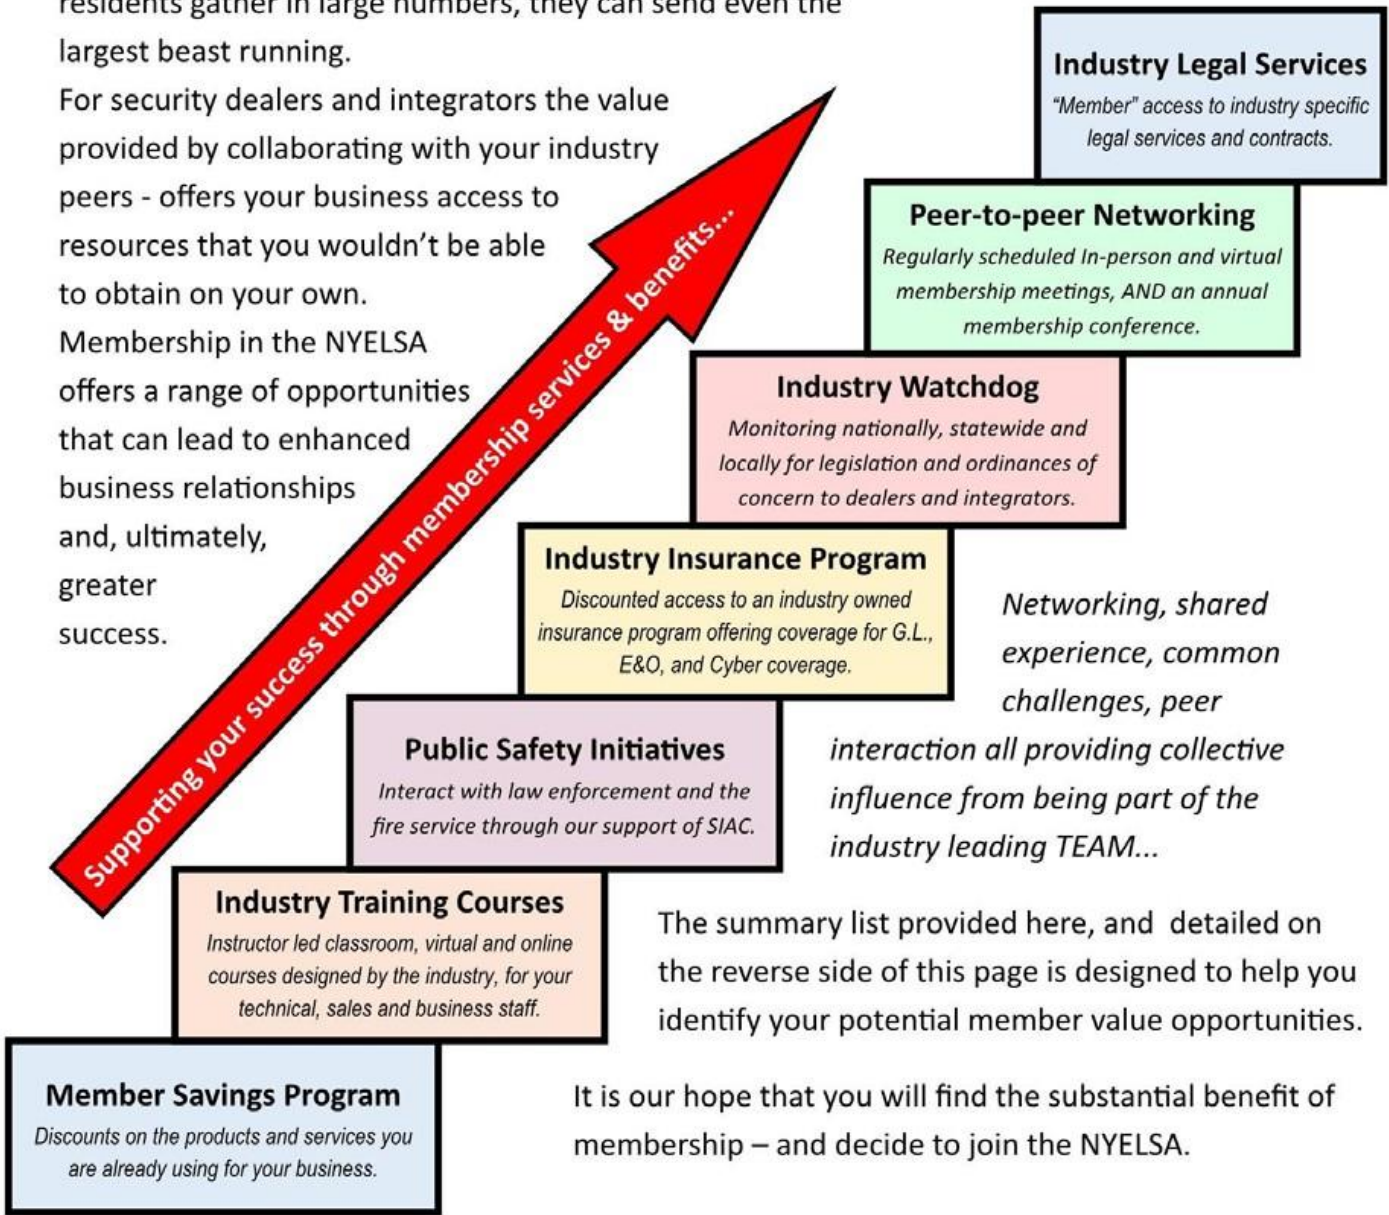 residents gather in large numbers, they can send even the
largest beast running.
For security dealers and integrators the value
provided by collaborating with your industry
peers - offers your business access to
resources that you wouldn't be able
to obtain on your own.
Membership in the NYELSA
offers a range of opportunities
that can lead to enhanced
business relationships
and, ultimately,
greater
success.
Supporting your success through membership services & benefits...
Industry Legal Services
“Member” access to industry specific
legal services and contracts.
Peer-to-peer Networking
Regularly scheduled In-person and virtual
membership meetings, AND an annual
membership conference.
Industry Watchdog
Monitoring nationally, statewide and
locally for legislation and ordinances of
concern to dealers and integrators.
Industry Insurance Program
Discounted access to an industry owned
insurance program offering coverage for G.L.,
E&O, and Cyber coverage.
Public Safety Initiatives
Interact with law enforcement and the
fire service through our support of SIAC.
Industry Training Courses
Instructor led classroom, virtual and online
courses designed by the industry, for your
technical, sales and business staff.
Member Savings Program
Discounts on the products and services you
are already using for your business.
Networking, shared
experience, common
challenges, peer
interaction all providing collective
influence from being part of the
industry leading TEAM...
The summary list provided here, and  detailed on
the reverse side of this page is designed to help you
identify your potential member value opportunities.
It is our hope that you will find the substantial benefit of
membership – and decide to join the NYELSA.